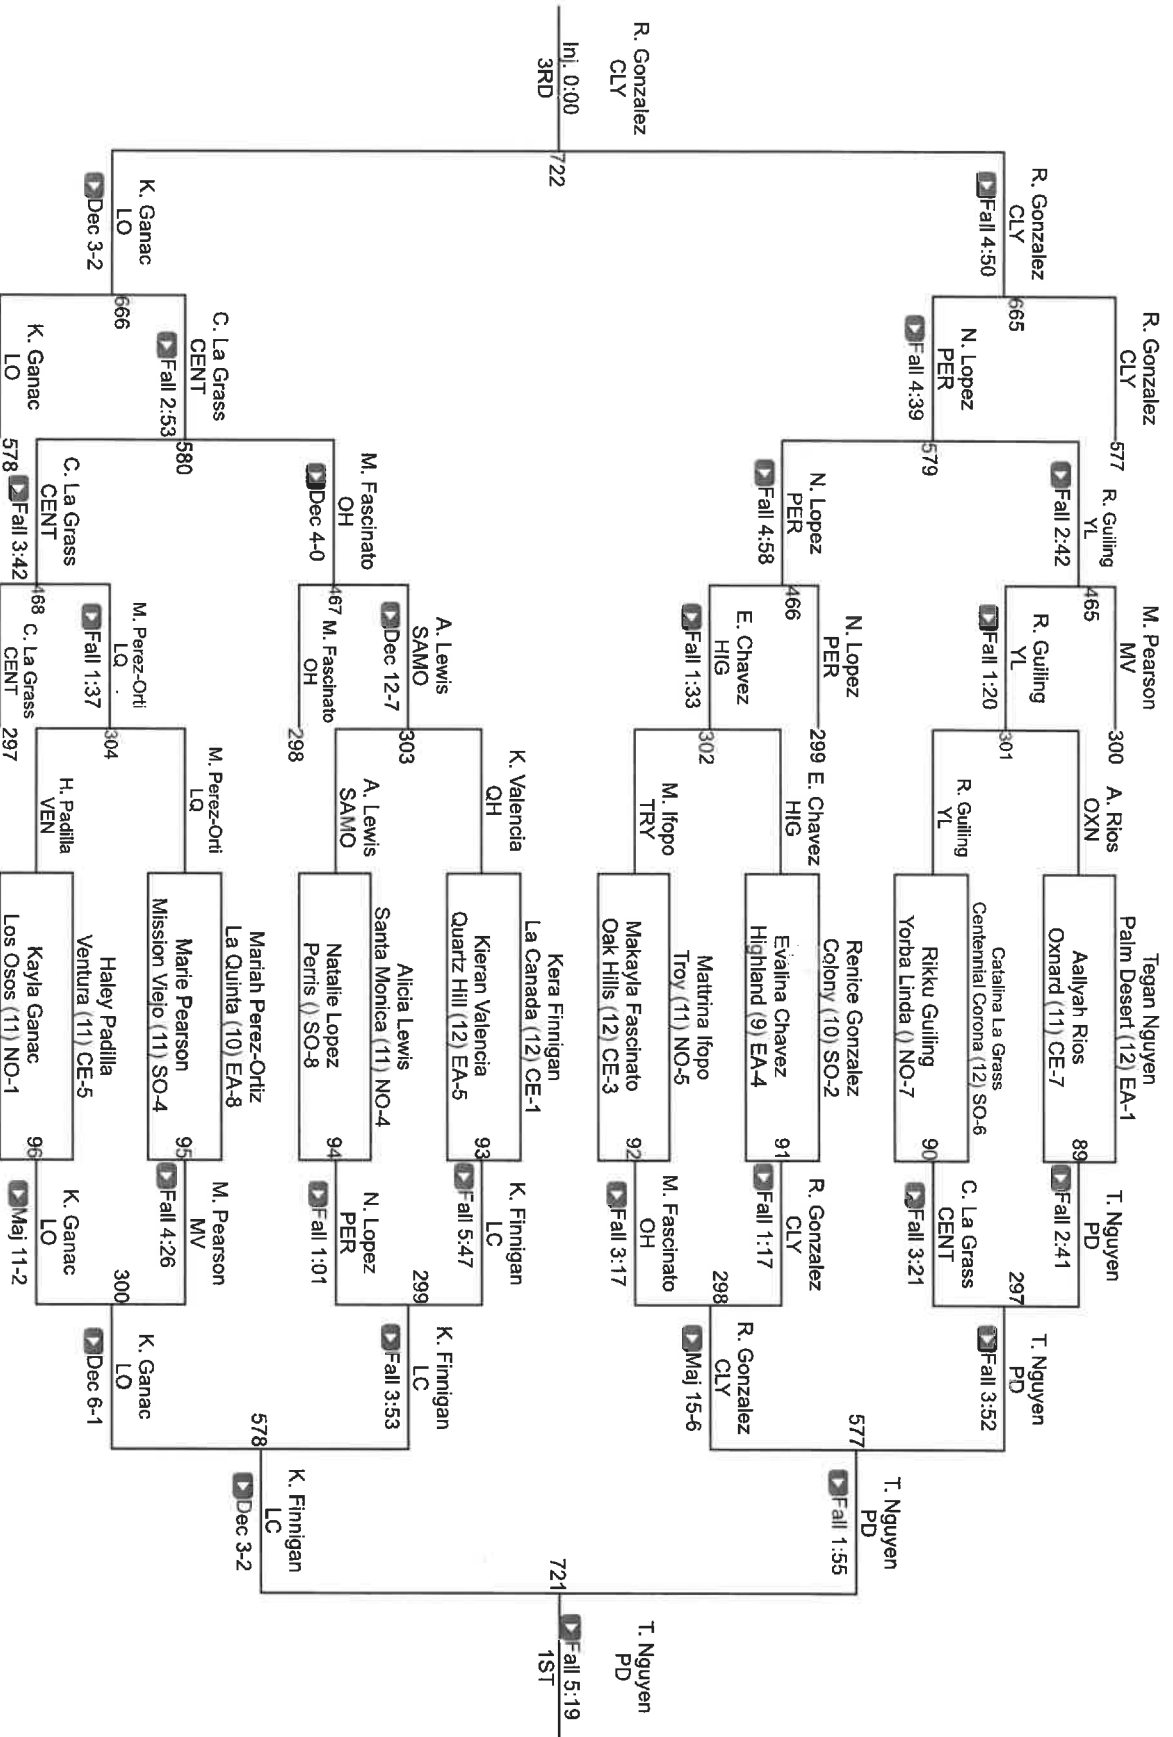 Tegan Nguyen
Palm Desert (12) EA-1
Aaliyah Rios
Oxnard (11) CE-7
89
T. Nguyen
PD
Fall 2:41
Catalina La Grass
Centennial Corona (12) SO-6
Rikku Guiling
Yorba Linda () NO-7
90
C. La Grass
CENT
Fall 3:21
Renice Gonzalez
Colony (10) SO-2
Evalina Chavez
Highland (9) EA-4
91
R. Gonzalez
CLY
Fall 1:17
Mattrina Ifopo
Troy (11) NO-5
Makayla Fascinato
Oak Hills (12) CE-3
92
M. Fascinato
OH
Fall 3:17
Kera Finnigan
La Canada (12) CE-1
Kieran Valencia
Quartz Hill (12) EA-5
93
K. Finnigan
LC
Fall 5:47
Alicia Lewis
Santa Monica (11) NO-4
Natalie Lopez
Perris () SO-8
94
N. Lopez
PER
Fall 1:01
Mariah Perez-Ortiz
La Quinta (10) EA-8
Marie Pearson
Mission Viejo (11) SO-4
95
M. Pearson
MV
Fall 4:26
Haley Padilla
Ventura (11) CE-5
Kayla Ganac
Los Osos (11) NO-1
96
K. Ganac
LO
Maj 11-2
297
T. Nguyen
PD
Fall 3:52
298
R. Gonzalez
CLY
Maj 15-6
299
K. Finnigan
LC
Fall 3:53
300
K. Ganac
LO
Dec 6-1
577
T. Nguyen
PD
Fall 1:55
578
K. Finnigan
LC
Dec 3-2
721
T. Nguyen
PD
Fall 5:19
1ST
A. Rios
OXN
R. Guiling
YL
301
E. Chavez
HIG
M. Ifopo
TRY
302
K. Valencia
QH
A. Lewis
SAMO
303
M. Perez-Orti
LQ
H. Padilla
VEN
304
M. Pearson
MV
300
R. Guiling
YL
Fall 1:20
465
N. Lopez
PER
299
E. Chavez
HIG
Fall 1:33
466
A. Lewis
SAMO
Dec 12-7
M. Fascinato
OH
298
467
M. Perez-Orti
LQ
Fall 1:37
C. La Grass
CENT
297
468
R. Gonzalez
CLY
577
R. Guiling
YL
Fall 2:42
N. Lopez
PER
Fall 4:58
579
M. Fascinato
OH
Dec 4-0
C. La Grass
CENT
Fall 3:42
580
K. Ganac
LO
578
N. Lopez
PER
Fall 4:39
665
C. La Grass
CENT
Fall 2:53
666
R. Gonzalez
CLY
Fall 4:50
K. Ganac
LO
Dec 3-2
722
R. Gonzalez
CLY
Inj. 0:00
3RD